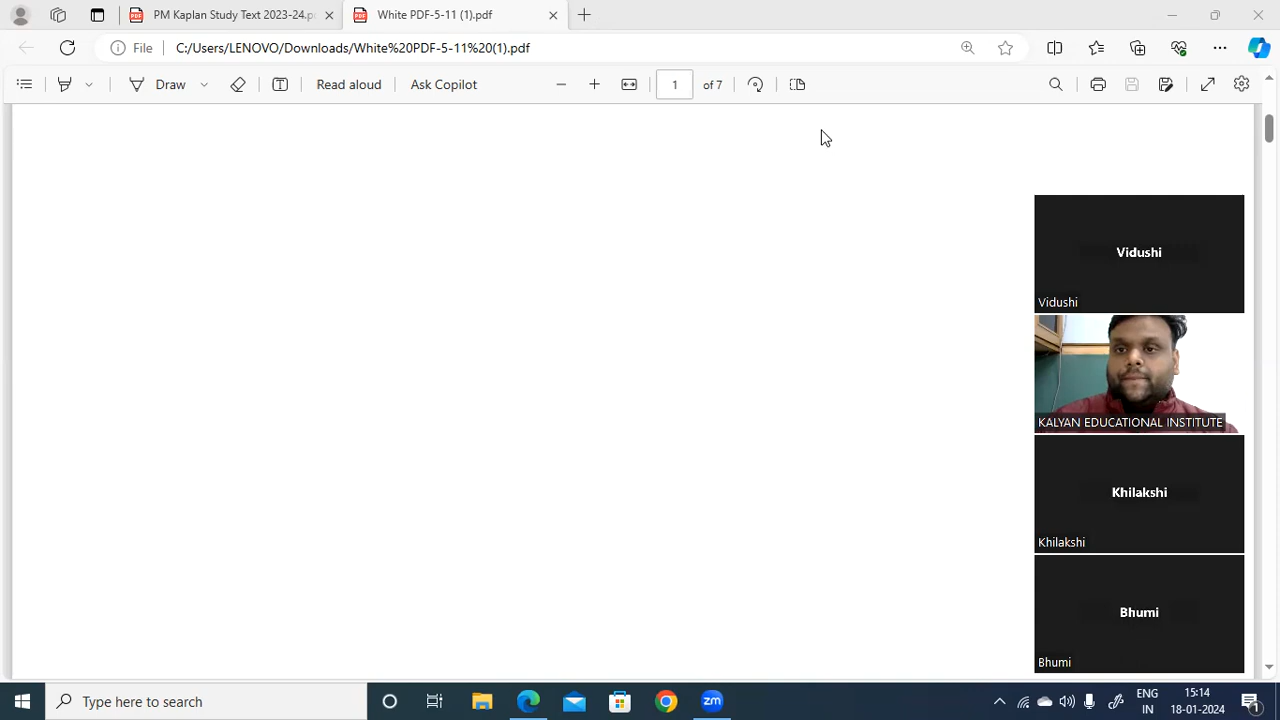 PM Kaplan Study Text 2023-24.p
White PDF-5-11 (1).pdf
File
C:/Users/LENOVO/Downloads/White%20PDF-5-11%20(1).pdf
Draw
Read aloud
Ask Copilot
1
of 7
Vidushi
Vidushi
KALYAN EDUCATIONAL INSTITUTE
Khilakshi
Khilakshi
Bhumi
Bhumi
Type here to search
zm
ENG
IN
15:14
18-01-2024
1